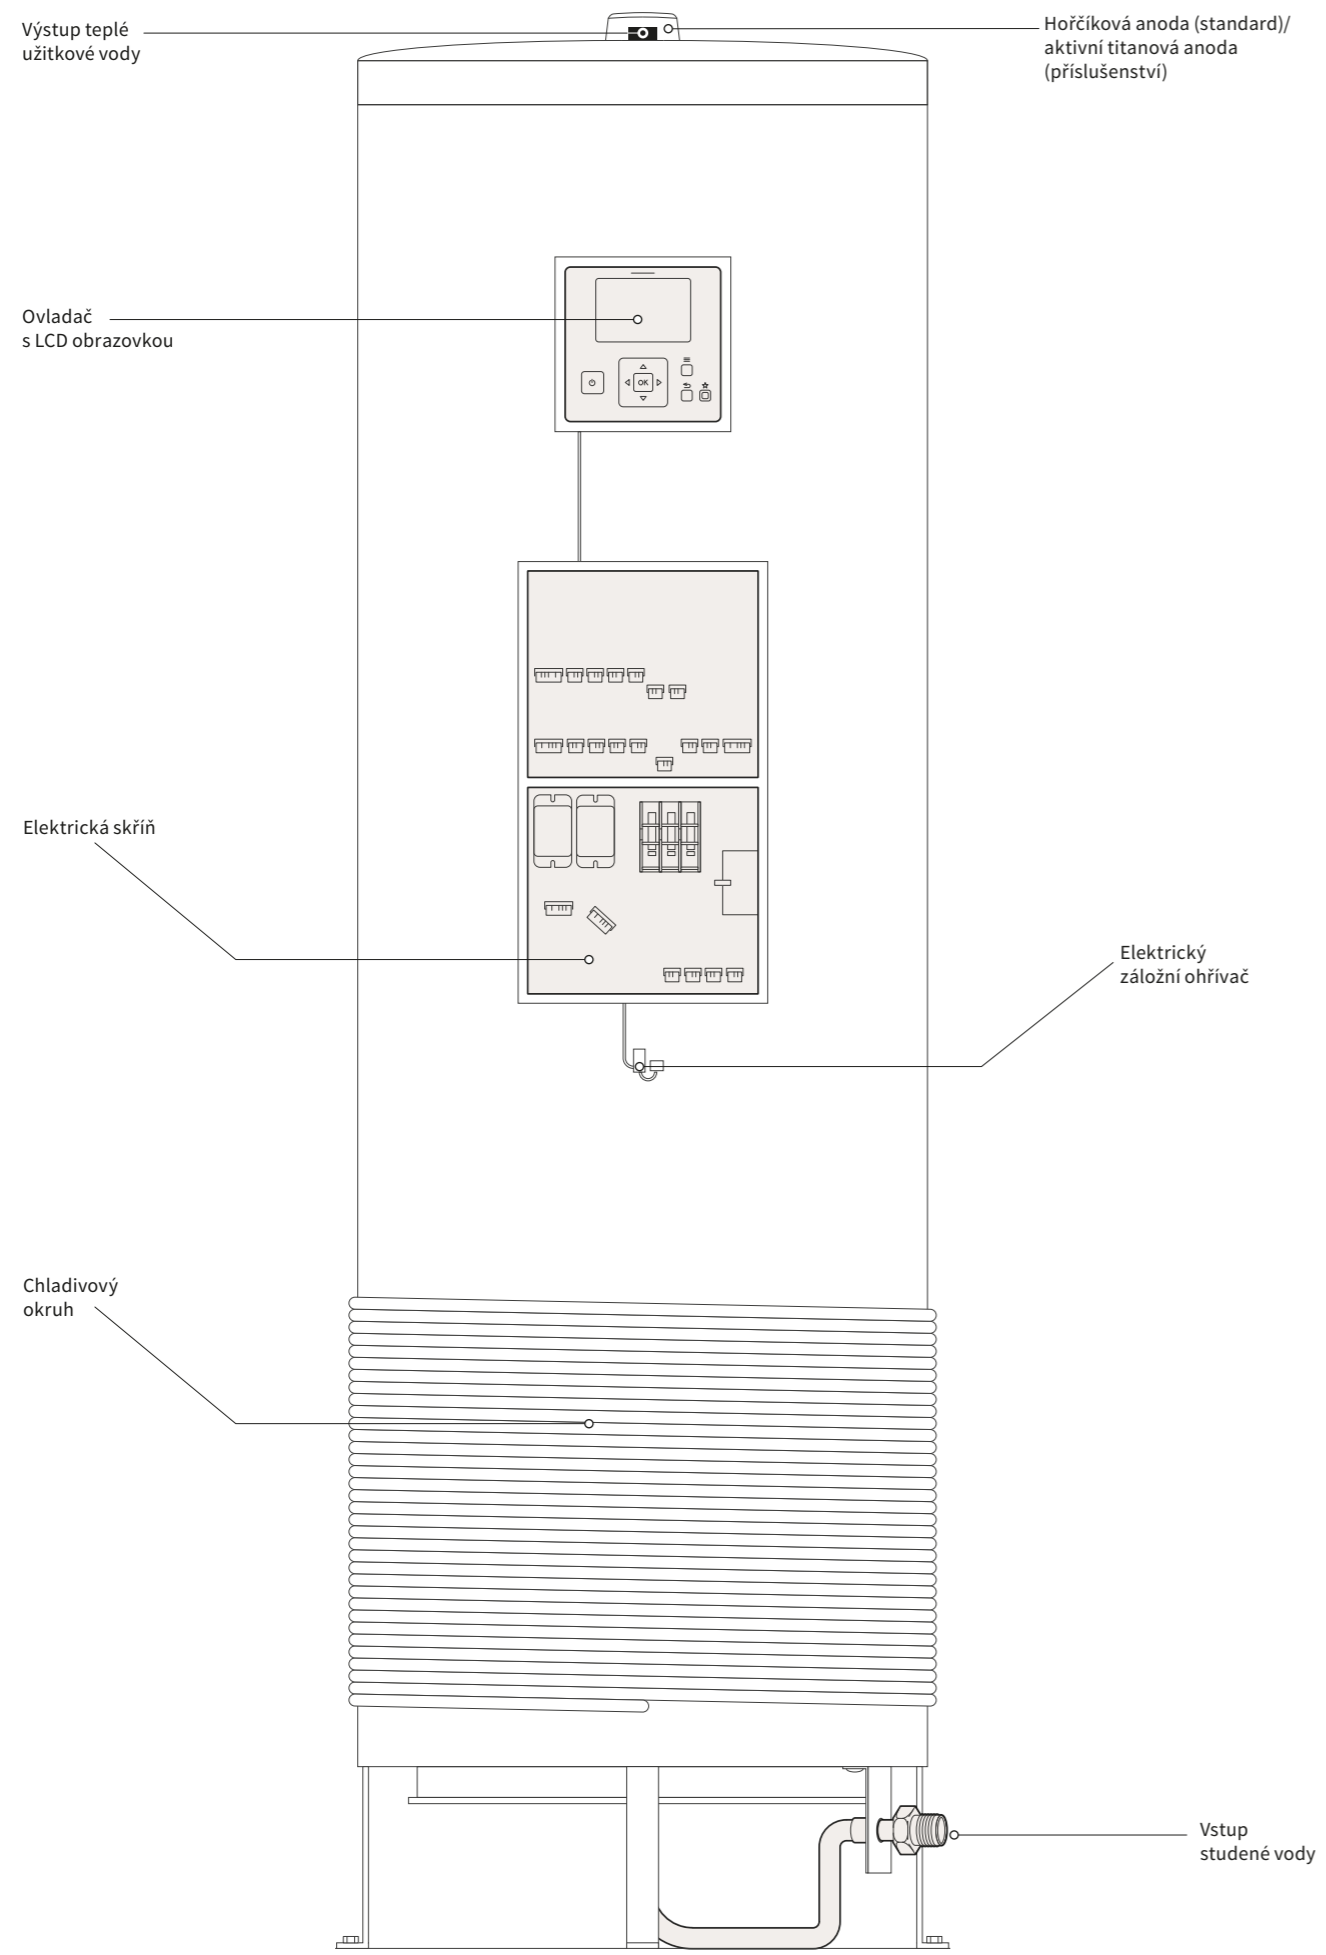 Výstup teplé
užitkové vody
Hořčíková anoda (standard)/
aktivní titanová anoda
(příslušenství)
Ovladač
s LCD obrazovkou
OK
Elektrická skříň
Elektrický
záložní ohřívač
Chladivový
okruh
Vstup
studené vody